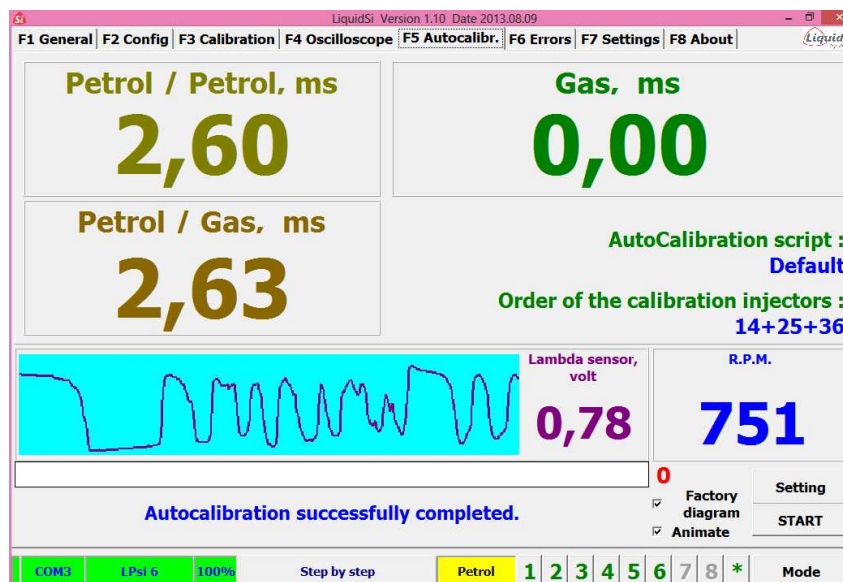 Si LiquidSi Version 1.10 Date 2013.08.09
F1 General F2 Config F3 Calibration F4 Oscilloscope F5 Autocalibr. F6 Errors F7 Settings F8 About Liquid
Petrol / Petrol, ms
2,60
Gas, ms
0,00
Petrol / Gas, ms
2,63
AutoCalibration script :
Default
Order of the calibration injectors :
14+25+36
Lambda sensor,
volt
0,78
R.P.M.
751
0
Factory
diagram
Animate
Setting
START
Autocalibration successfully completed.
COM3 LPsi 6 100% Step by step Petrol 1 2 3 4 5 6 7 8 * Mode